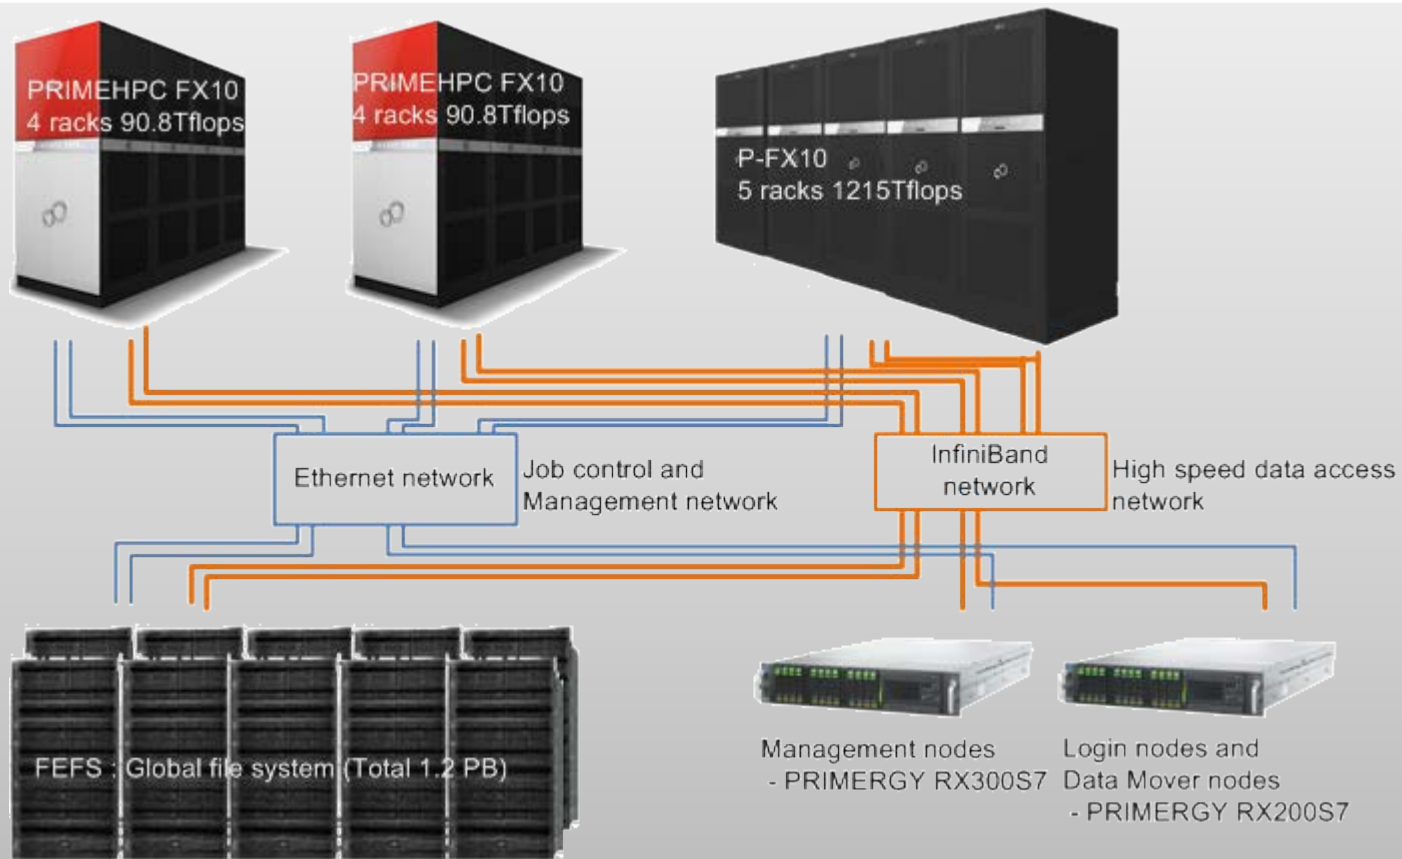 PRIMEHPC FX10
4 racks 90.8Tflops
PRIMEHPC FX10
4 racks 90.8Tflops
P-FX10
5 racks 1215Tflops
Ethernet network
Job control and
Management network
InfiniBand
network
High speed data access
network
FEFS : Global file system (Total 1.2 PB)
Management nodes
- PRIMERGY RX300S7
Login nodes and
Data Mover nodes
- PRIMERGY RX200S7